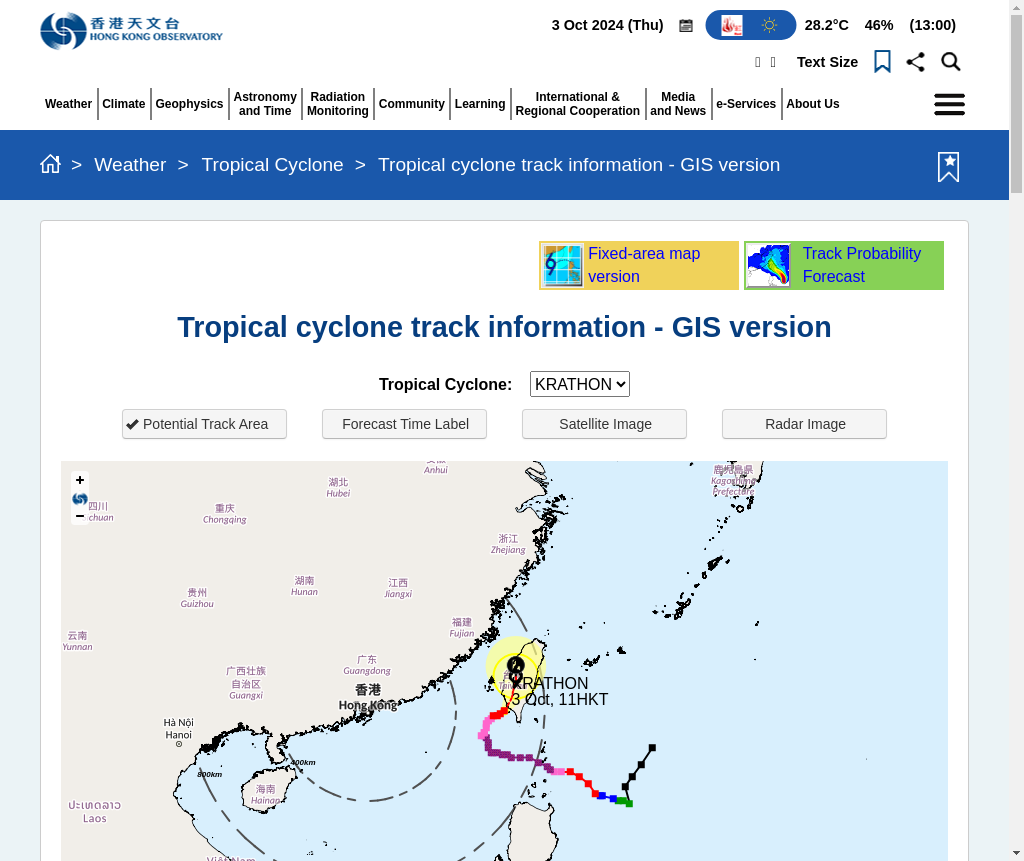 香港天文台
HONG KONG OBSERVATORY
3 Oct 2024 (Thu)
28.2°C 46% (13:00)
Text Size
Weather
Climate
Geophysics
Astronomy
and Time
Radiation
Monitoring
Community
Learning
International &
Regional Cooperation
Media
and News
e-Services
About Us
> Weather > Tropical Cyclone > Tropical cyclone track information - GIS version
Fixed-area map
version
Track Probability
Forecast
Tropical cyclone track information - GIS version
Tropical Cyclone: KRATHON
Potential Track Area
Forecast Time Label
Satellite Image
Radar Image
+
−
Anhui
湖北
Hubei
鹿児島県
Kagoshima
Prefecture
四川
chuan
重庆
Chongqing
浙江
Zhejiang
贵州
Guizhou
湖南
Hunan
江西
Jiangxi
云南
Yunnan
福建
Fujian
广东
Guangdong
广西壮族
自治区
Guangxi
香港
Hong Kong
KRATHON
3 Oct, 11HKT
Hà Nội
Hanoi
400km
800km
海南
Hainan
ປະເທດລາວ
Laos
Việt Nam